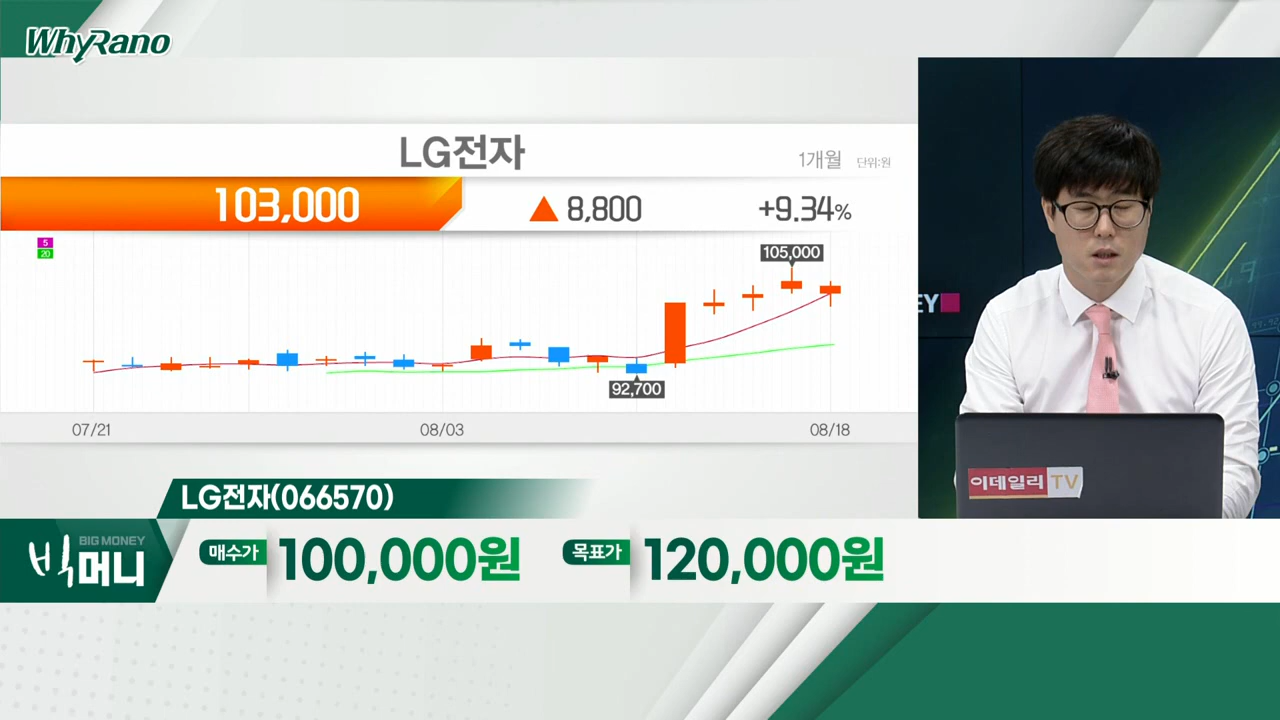 WhyRano
LG전자
1개월 단위:원
103,000 ▲ 8,800 +9.34%
5
20
105,000
92,700
07/21 08/03 08/18
EY
이데일리TV
LG전자(066570)
BIG MONEY
빅머니
매수가 100,000원 목표가 120,000원